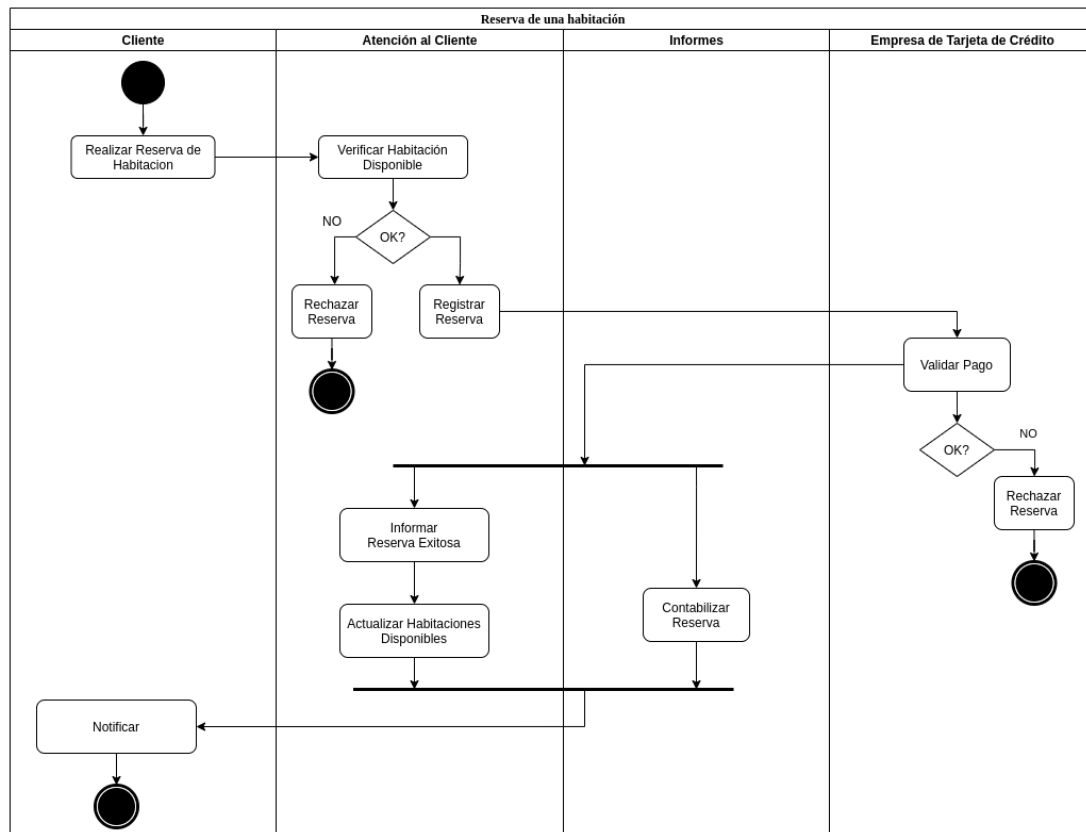 Reserva de una habitación
Cliente
Atención al Cliente
Informes
Empresa de Tarjeta de Crédito
Realizar Reserva de
Habitacion
Verificar Habitación
Disponible
NO
OK?
Rechazar
Reserva
Registrar
Reserva
Validar Pago
OK?
NO
Rechazar
Reserva
Informar
Reserva Exitosa
Actualizar Habitaciones
Disponibles
Contabilizar
Reserva
Notificar